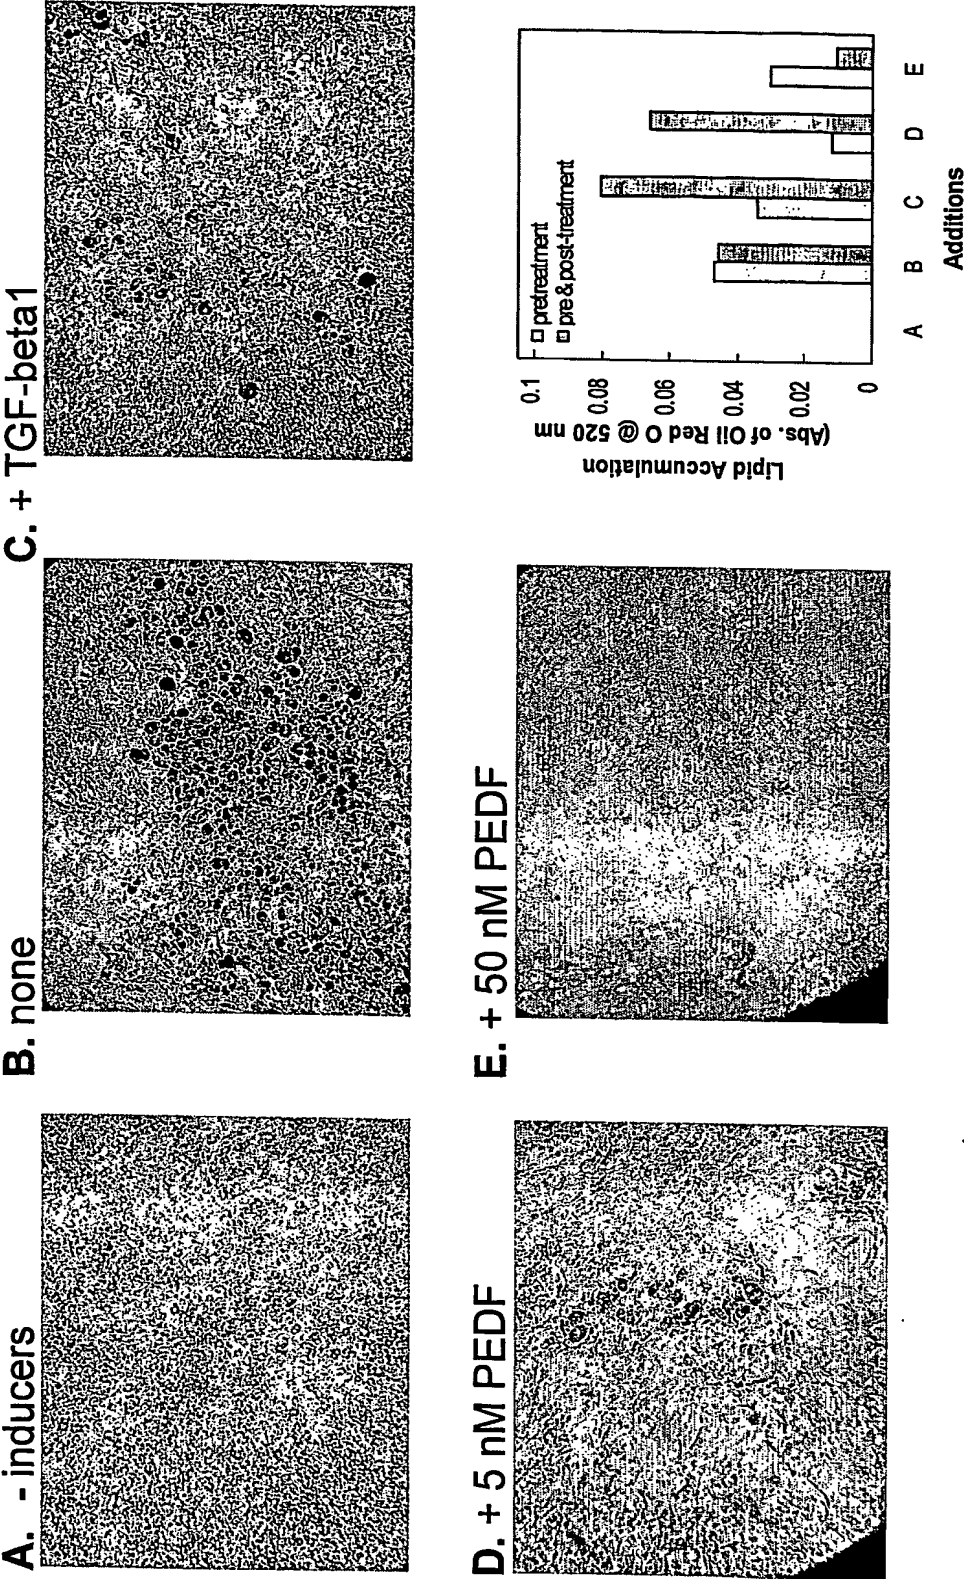 A. - inducers
B. none
C. + TGF-beta1
D. + 5 nM PEDF
E. + 50 nM PEDF
Lipid Accumulation
(Abs. of Oil Red O @ 520 nm
0.1
0.08
0.06
0.04
0.02
0
pretreatment
pre & post-treatment
A B C D E
Additions